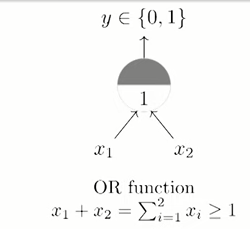 y ∈ {0, 1}
1
x₁ x₂
OR function
x₁ + x₂ = ∑²ᵢ₌₁ xᵢ ≥ 1